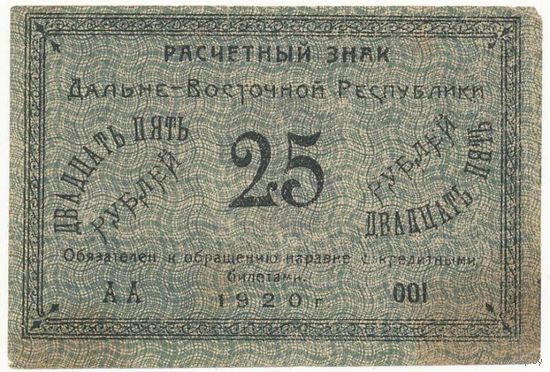 РАСЧЕТНЫЙ ЗНАК
Дальне-Восточной Республики
ДВАДЦАТЬ ПЯТЬ
РУБЛЕЙ
25
РУБЛЕЙ
ДВАДЦАТЬ ПЯТЬ
Обязателен к обращению наравне с кредитными
билетами.
АА
1920 г
001